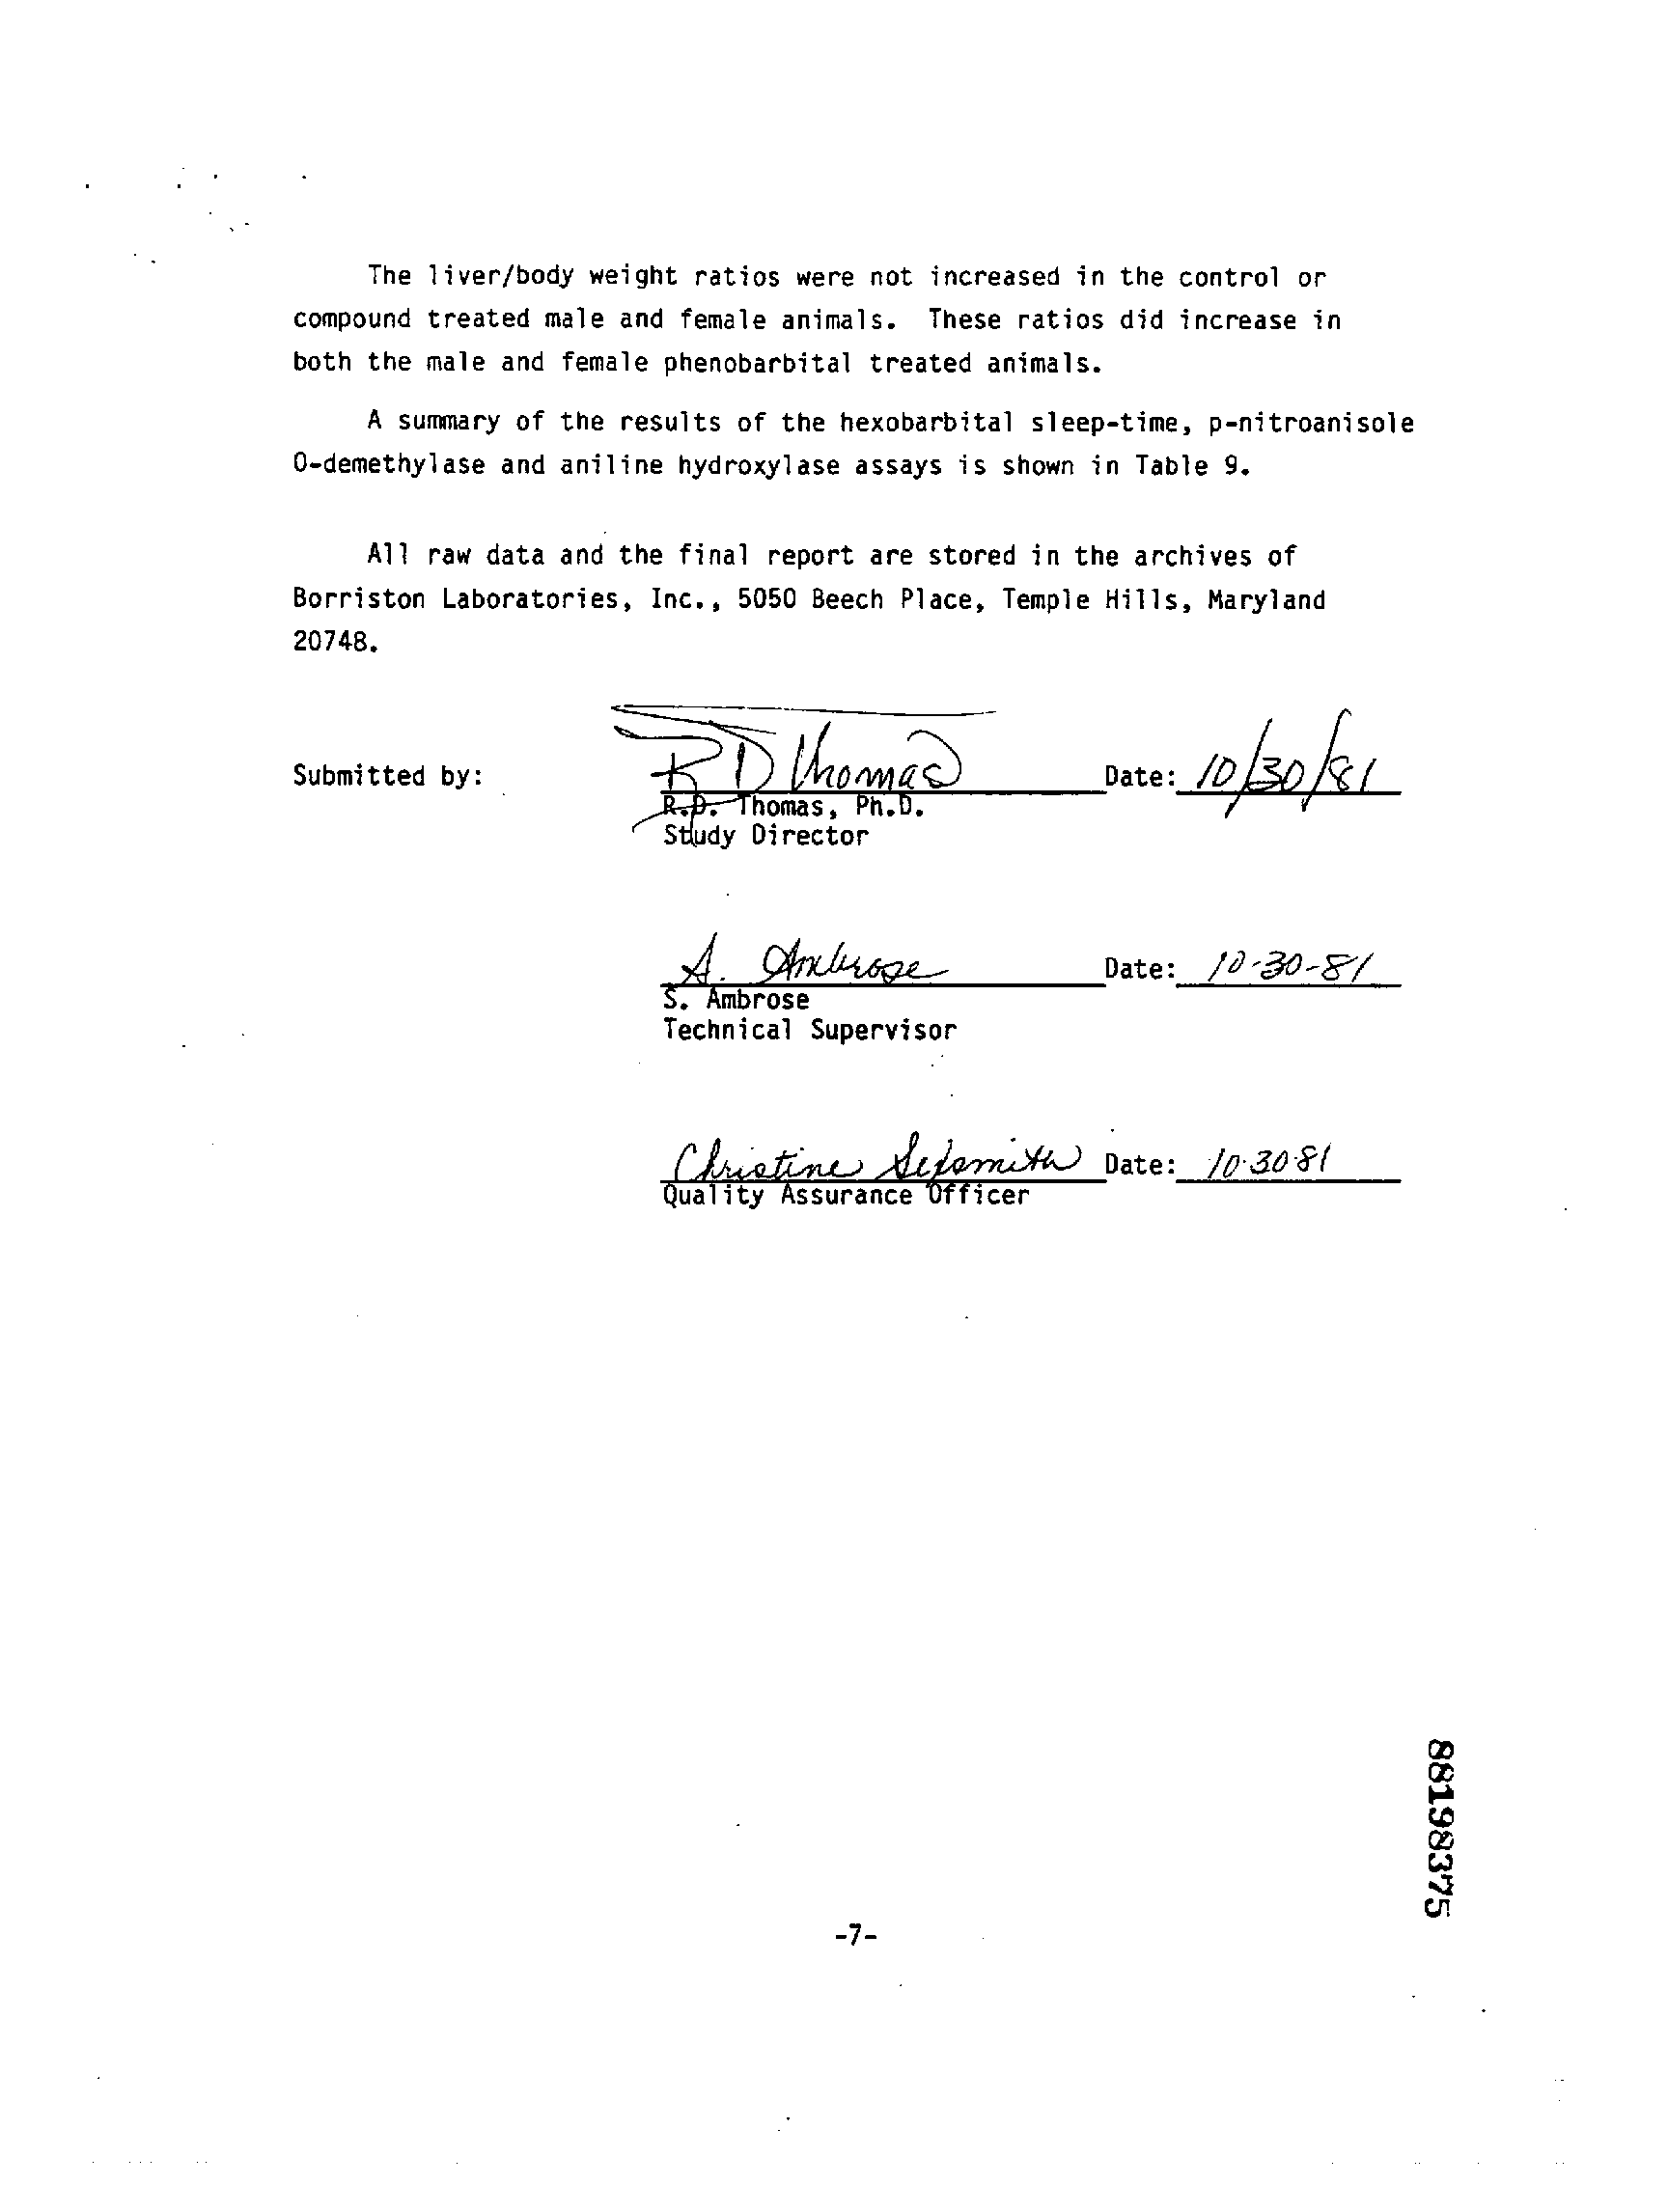 The liver/body weight ratios were not increased in the control or
compound treated male and female animals. These ratios did increase in
both the male and female phenobarbital treated animals.
A summary of the results of the hexobarbital sleep-time, p-nitroanisole
O-demethylase and aniline hydroxylase assays is shown in Table 9.
All raw data and the final report are stored in the archives of
Borriston Laboratories, Inc., 5050 Beech Place, Temple Hills, Maryland
20748.
Submitted by: R D Thomas Date: 10/30/81
R.D. Thomas, Ph.D.
Study Director
S. Ambrose Date: 10-30-81
S. Ambrose
Technical Supervisor
Christine Date: 10·30·81
Quality Assurance Officer
88198375
-7-